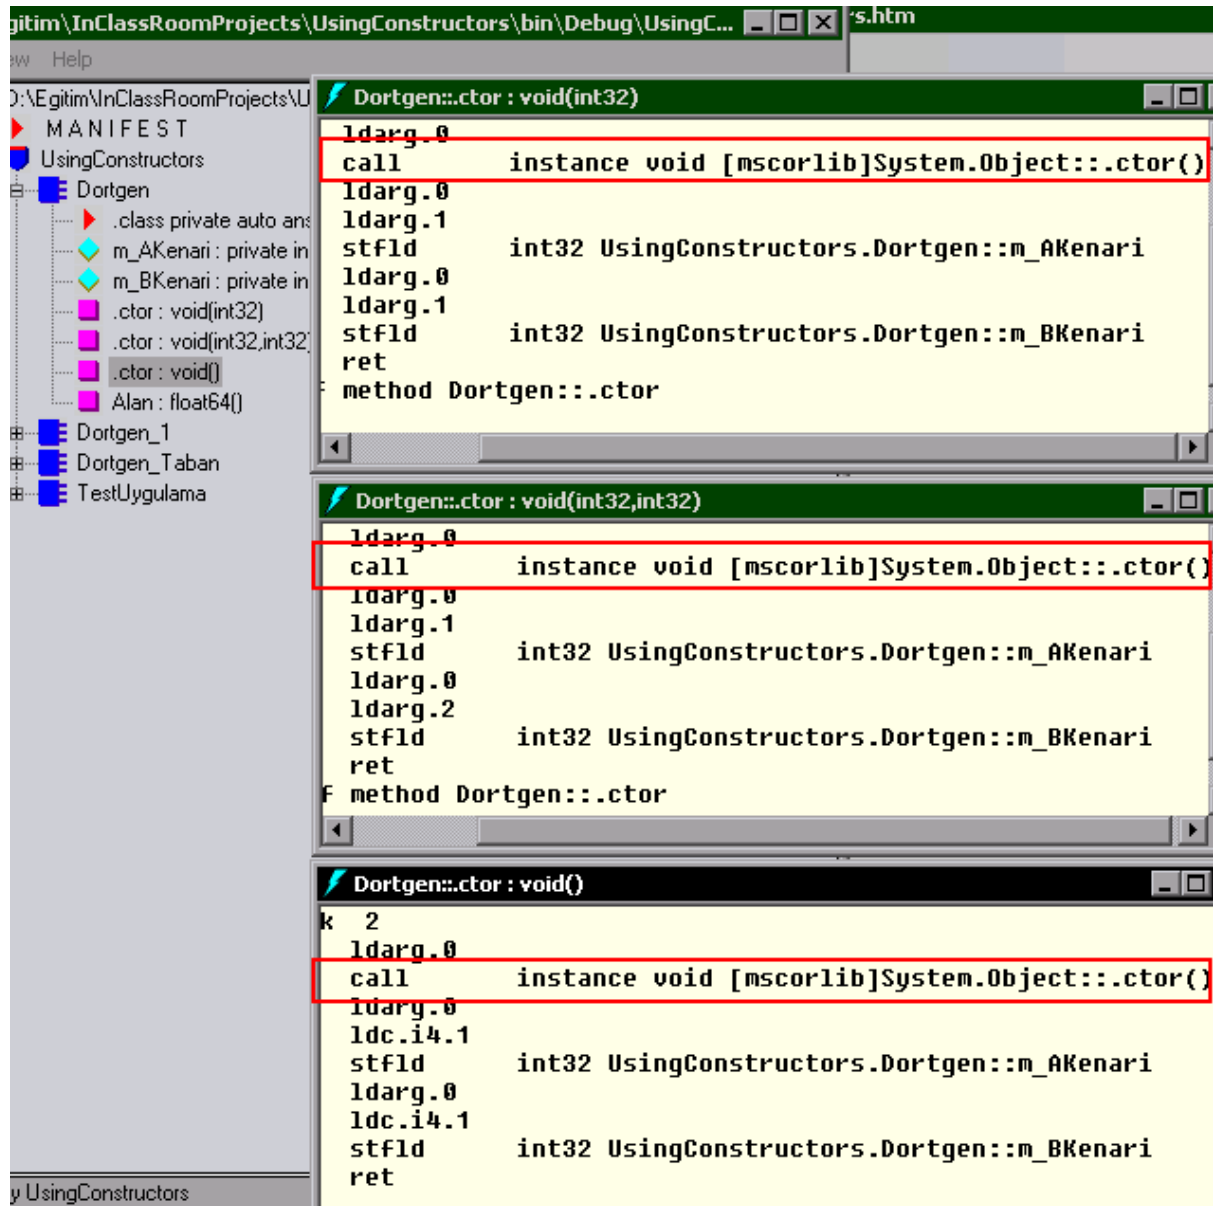 gitim\InClassRoomProjects\UsingConstructors\bin\Debug\UsingC...
's.htm
ew Help
D:\Egitim\InClassRoomProjects\U
M A N I F E S T
UsingConstructors
Dortgen
.class private auto ans
m_AKenari : private in
m_BKenari : private in
.ctor : void(int32)
.ctor : void(int32,int32)
.ctor : void()
Alan : float64()
Dortgen_1
Dortgen_Taban
TestUygulama
y UsingConstructors
Dortgen::.ctor : void(int32)
ldarg.0
call instance void [mscorlib]System.Object::.ctor()
ldarg.0
ldarg.1
stfld int32 UsingConstructors.Dortgen::m_AKenari
ldarg.0
ldarg.1
stfld int32 UsingConstructors.Dortgen::m_BKenari
ret
f method Dortgen::.ctor
Dortgen::.ctor : void(int32,int32)
ldarg.0
call instance void [mscorlib]System.Object::.ctor()
ldarg.0
ldarg.1
stfld int32 UsingConstructors.Dortgen::m_AKenari
ldarg.0
ldarg.2
stfld int32 UsingConstructors.Dortgen::m_BKenari
ret
f method Dortgen::.ctor
Dortgen::.ctor : void()
k 2
ldarg.0
call instance void [mscorlib]System.Object::.ctor()
ldarg.0
ldc.i4.1
stfld int32 UsingConstructors.Dortgen::m_AKenari
ldarg.0
ldc.i4.1
stfld int32 UsingConstructors.Dortgen::m_BKenari
ret